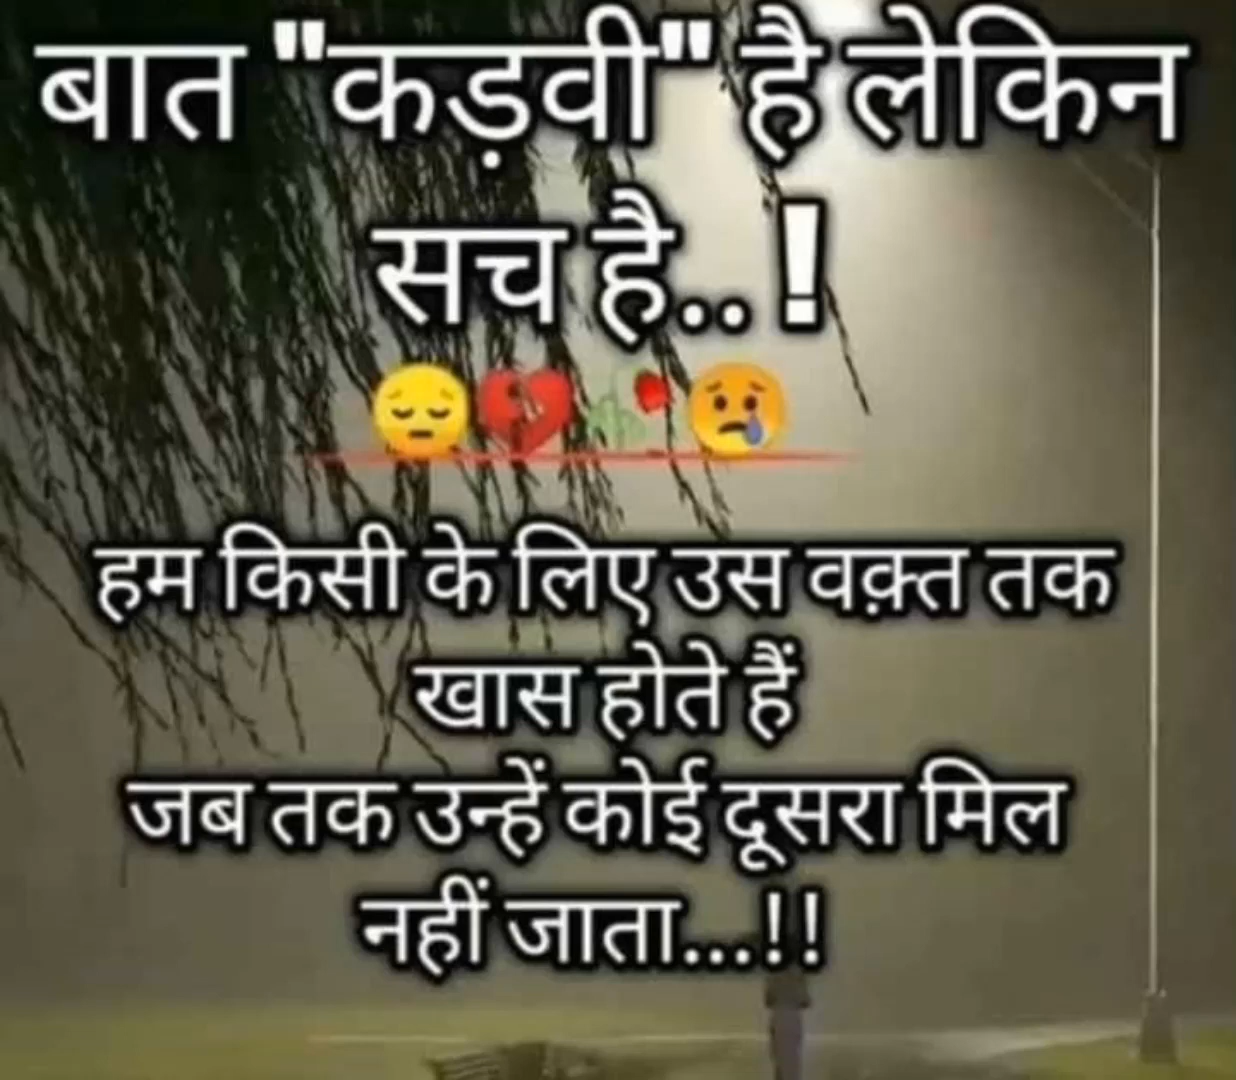 बात "कड़वी" है लेकिन
सच है.. !
😔💔🥀😢
हम किसी के लिए उस वक़्त तक
खास होते हैं
जब तक उन्हें कोई दूसरा मिल
नहीं जाता...!!